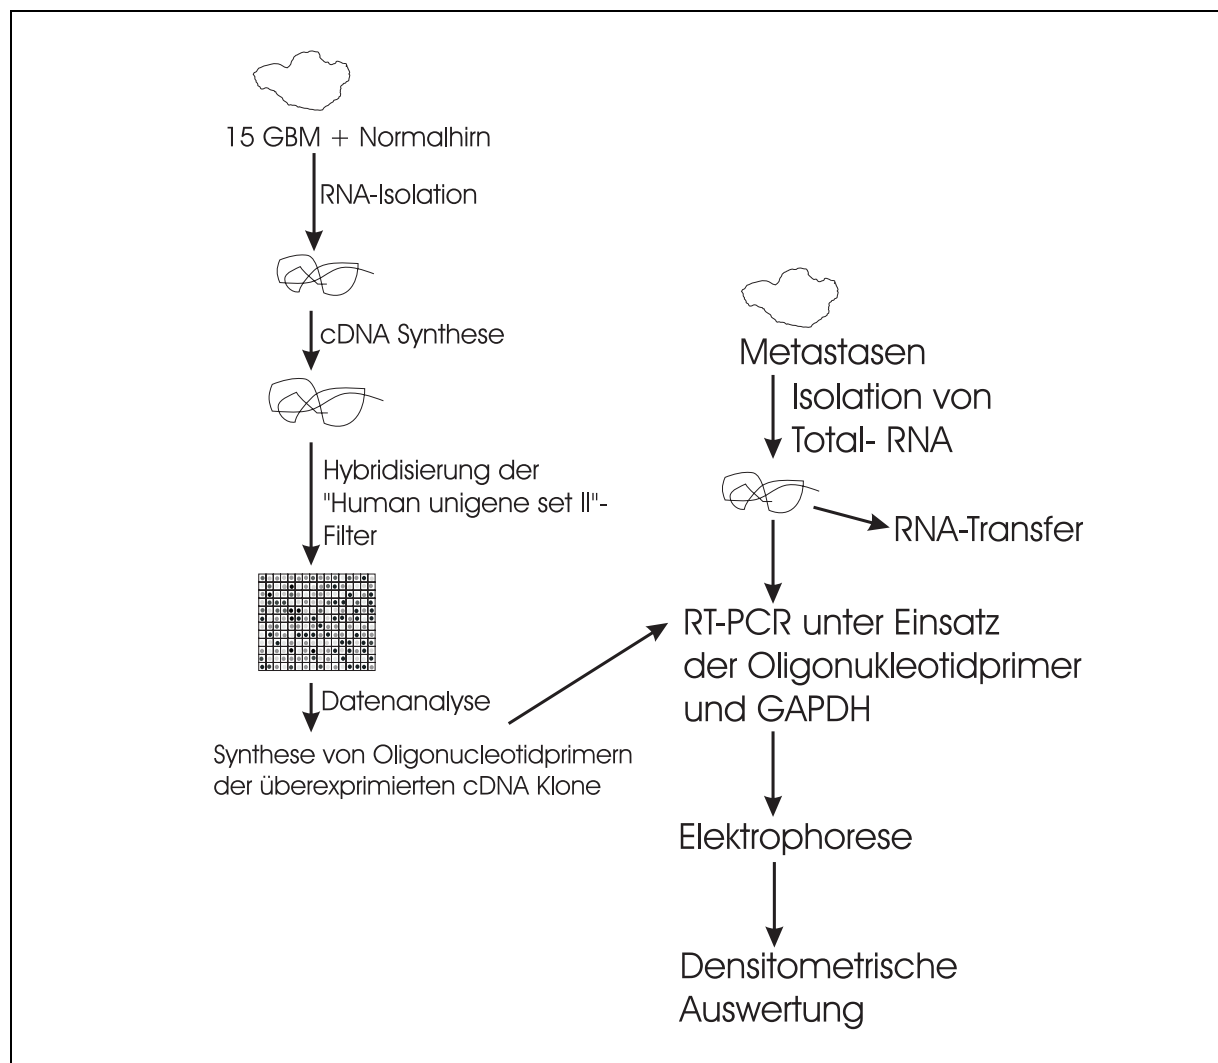 15 GBM + Normalhirn
RNA-Isolation
cDNA Synthese
Hybridisierung der
"Human unigene set II"-
Filter
Datenanalyse
Synthese von Oligonucleotidprimern
der überexprimierten cDNA Klone
Metastasen
Isolation von
Total- RNA
RNA-Transfer
RT-PCR unter Einsatz
der Oligonukleotidprimer
und GAPDH
Elektrophorese
Densitometrische
Auswertung